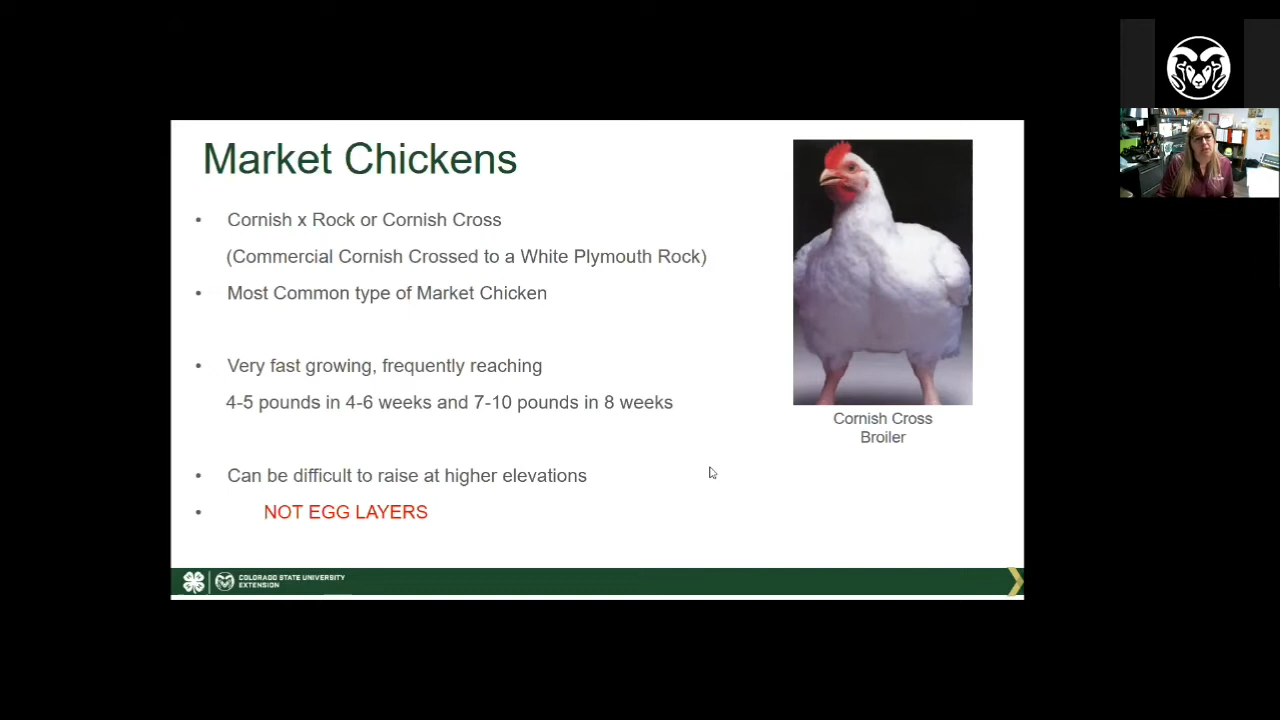 Market Chickens
• Cornish x Rock or Cornish Cross
(Commercial Cornish Crossed to a White Plymouth Rock)
• Most Common type of Market Chicken
• Very fast growing, frequently reaching
4-5 pounds in 4-6 weeks and 7-10 pounds in 8 weeks
• Can be difficult to raise at higher elevations
• NOT EGG LAYERS
Cornish Cross
Broiler
COLORADO STATE UNIVERSITY
EXTENSION